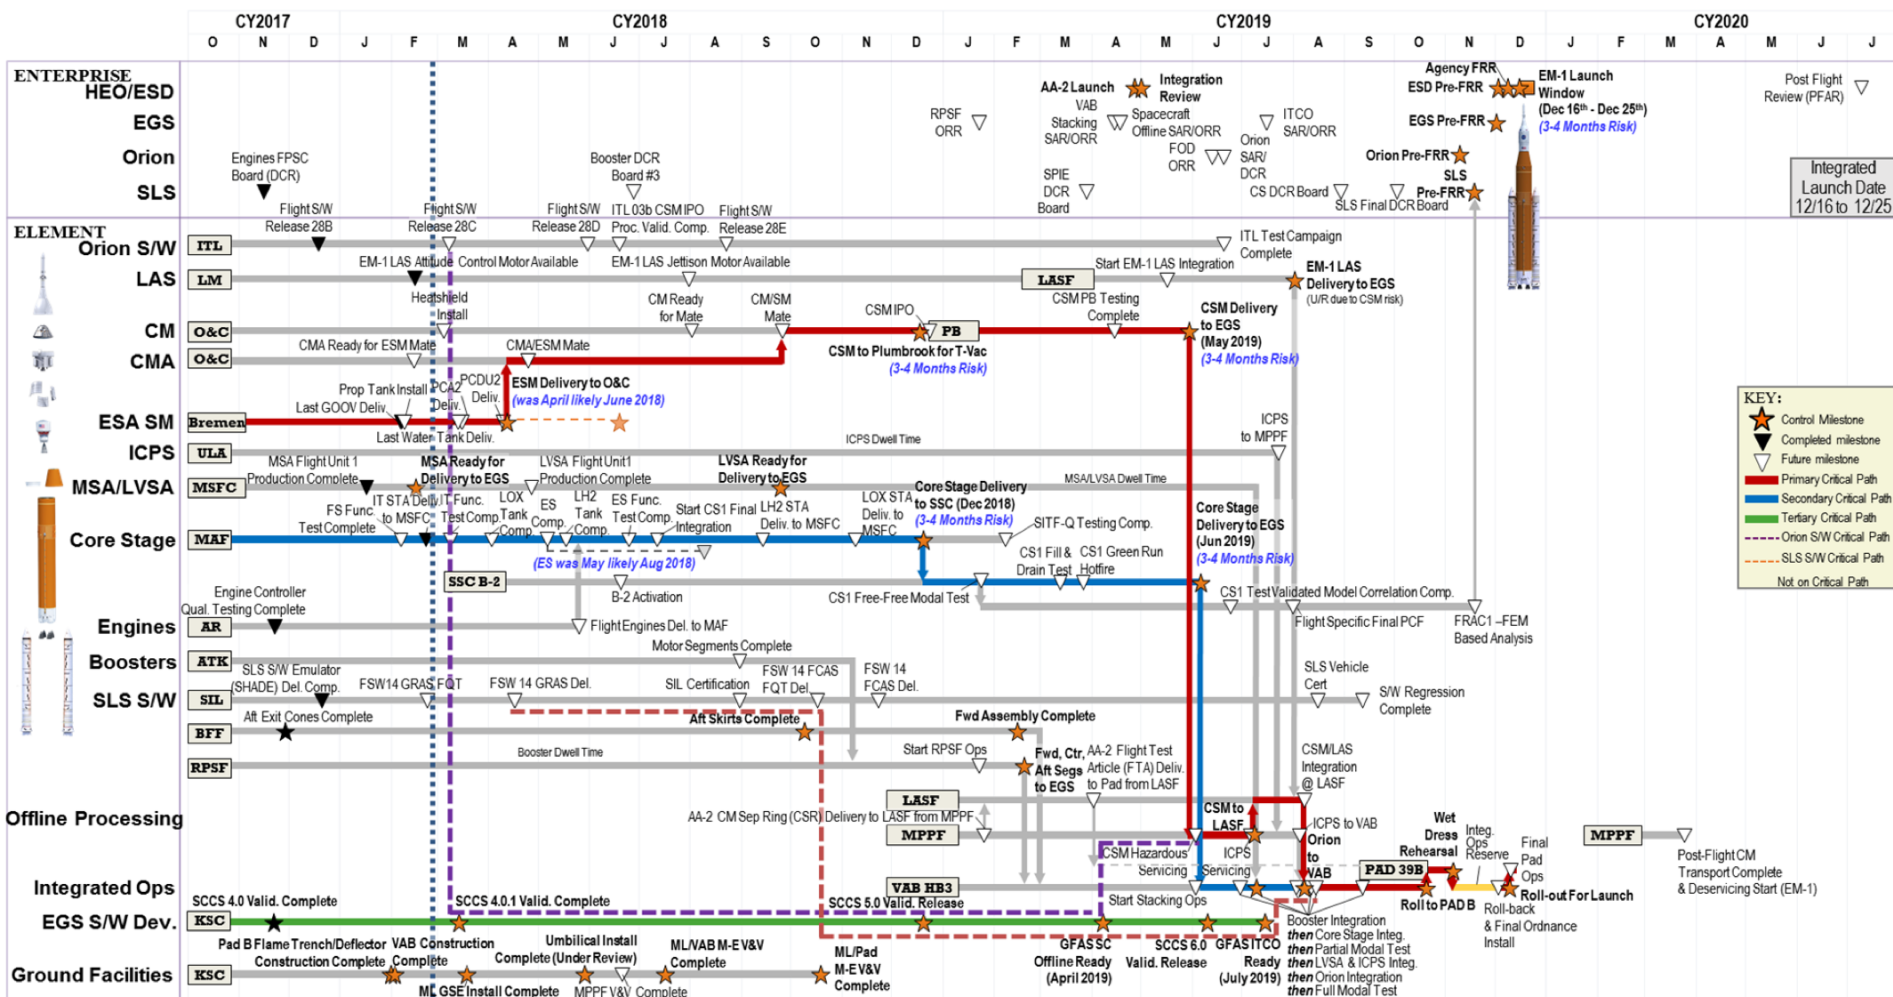 CY2017
CY2018
CY2019
CY2020
O N D J F M A M J J A S O N D J F M A M J J A S O N D J F M A M J J
ENTERPRISE
HEO/ESD
AA-2 Launch
Integration
Review
Agency FRR
ESD Pre-FRR
EM-1 Launch
Window
(Dec 16th - Dec 25th)
(3-4 Months Risk)
Post Flight
Review (PFAR)
EGS
RPSF
ORR
VAB
Stacking
SAR/ORR
Spacecraft
Offline SAR/ORR
ITCO
SAR/ORR
EGS Pre-FRR
Orion
Engines FPSC
Board (DCR)
Booster DCR
Board #3
FOD
ORR
Orion
SAR/
DCR
Orion Pre-FRR
SLS
SPIE
DCR
Board
CS DCR Board
SLS Final DCR Board
SLS
Pre-FRR
Integrated
Launch Date
12/16 to 12/25
ELEMENT
Orion S/W
ITL
Flight S/W
Release 28B
Flight S/W
Release 28C
Flight S/W
Release 28D
ITL 03b CSM IPO
Proc. Valid. Comp.
Flight S/W
Release 28E
ITL Test Campaign
Complete
LAS
LM
EM-1 LAS Attitude Control Motor Available
EM-1 LAS Jettison Motor Available
LASF
Start EM-1 LAS Integration
EM-1 LAS
Delivery to EGS
(U/R due to CSM risk)
CM
O&C
Heatshield
Install
CM Ready
for Mate
CM/SM
Mate
CSM IPO
PB
CSM PB Testing
Complete
CSM Delivery
to EGS
(May 2019)
(3-4 Months Risk)
CSM to Plumbrook for T-Vac
(3-4 Months Risk)
CMA
O&C
CMA Ready for ESM Mate
CMA/ESM Mate
ESM Delivery to O&C
(was April likely June 2018)
ESA SM
Bremen
Prop Tank Install
Last GOOV Deliv.
PCA2
Deliv.
PCDU2
Deliv.
Last Water Tank Deliv.
ICPS
ULA
ICPS Dwell Time
ICPS
to MPPF
MSA/LVSA
MSFC
MSA Flight Unit 1
Production Complete
MSA Ready for
Delivery to EGS
LVSA Flight Unit1
Production Complete
LVSA Ready for
Delivery to EGS
MSA/LVSA Dwell Time
Core Stage
MAF
FS Func.
Test Complete
IT STA Deliv.
to MSFC
IT Func.
Test Comp.
LOX
Tank
Comp.
ES
Comp.
LH2
Tank
Comp.
ES Func.
Test Comp.
Start CS1 Final
Integration
LH2 STA
Deliv. to MSFC
LOX STA
Deliv. to
MSFC
Core Stage Delivery
to SSC (Dec 2018)
(3-4 Months Risk)
SITF-Q Testing Comp.
Core Stage
Delivery to EGS
(Jun 2019)
(3-4 Months Risk)
(ES was May likely Aug 2018)
SSC B-2
B-2 Activation
CS1 Fill &
Drain Test
CS1 Green Run
Hotfire
CS1 Free-Free Modal Test
CS1 Test Validated Model Correlation Comp.
Flight Specific Final PCF
FRAC1 –FEM
Based Analysis
Engines
AR
Engine Controller
Qual. Testing Complete
Flight Engines Del. to MAF
Boosters
ATK
Motor Segments Complete
SLS S/W
SIL
SLS S/W Emulator
(SHADE) Del. Comp.
FSW14 GRAS FQT
FSW 14 GRAS Del.
SIL Certification
FSW 14 FCAS
FQT Del.
FSW 14
FCAS Del.
SLS Vehicle
Cert
S/W Regression
Complete
BFF
Aft Exit Cones Complete
Aft Skirts Complete
Fwd Assembly Complete
RPSF
Booster Dwell Time
Start RPSF Ops
Fwd, Ctr,
Aft Segs
to EGS
AA-2 Flight Test
Article (FTA) Deliv.
to Pad from LASF
CSM/LAS
Integration
@ LASF
Offline Processing
LASF
AA-2 CM Sep Ring (CSR) Delivery to LASF from MPPF
MPPF
CSM to
LASF
ICPS to VAB
Orion
to
VAB
CSM Hazardous
Servicing
ICPS
Servicing
Wet
Dress
Rehearsal
Integ.
Ops
Reserve
Final
Pad
Ops
MPPF
Post-Flight CM
Transport Complete
& Deservicing Start (EM-1)
Integrated Ops
VAB HB3
Start Stacking Ops
PAD 39B
Roll to PAD B
Roll-out For Launch
Roll-back
& Final Ordnance
Install
EGS S/W Dev.
KSC
SCCS 4.0 Valid. Complete
SCCS 4.0.1 Valid. Complete
SCCS 5.0 Valid. Release
GFAS SC
Offline Ready
(April 2019)
SCCS 6.0
Valid. Release
GFAS ITCO
Ready
(July 2019)
Booster Integration
then Core Stage Integ.
then Partial Modal Test
then LVSA & ICPS Integ.
then Orion Integration
then Full Modal Test
Ground Facilities
KSC
Pad B Flame Trench/Deflector
Construction Complete
VAB Construction
Complete
ML GSE Install Complete
Umbilical Install
Complete (Under Review)
MPPF V&V Complete
ML/VAB M-E V&V
Complete
ML/Pad
M-E V&V
Complete
KEY:
Control Milestone
Completed milestone
Future milestone
Primary Critical Path
Secondary Critical Path
Tertiary Critical Path
Orion S/W Critical Path
SLS S/W Critical Path
Not on Critical Path